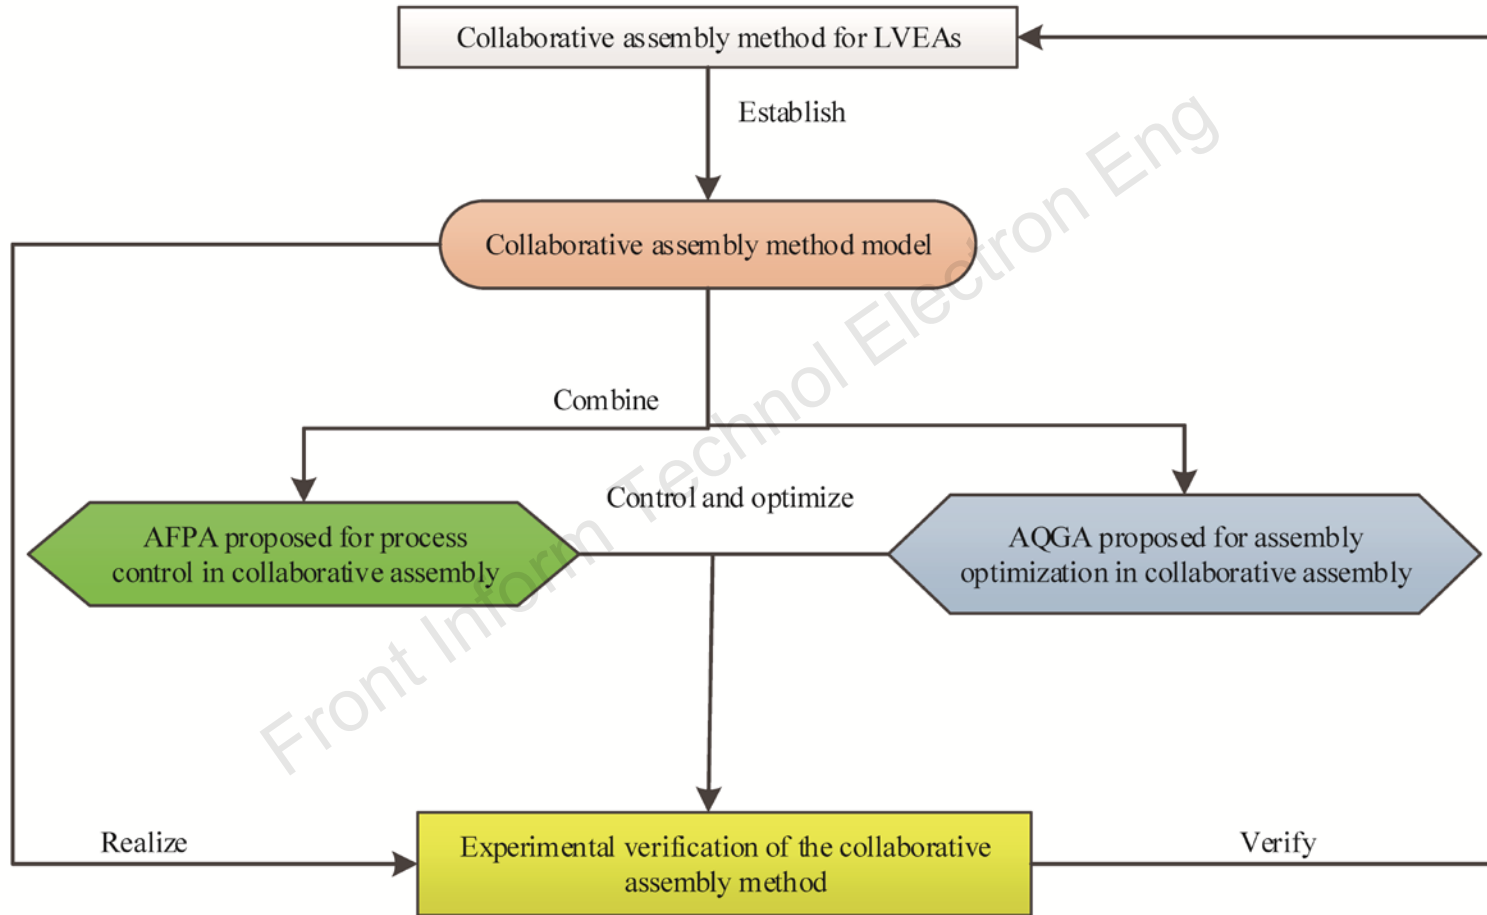 Collaborative assembly method for LVEAs
Establish
Collaborative assembly method model
Combine
Control and optimize
AFPA proposed for process
control in collaborative assembly
AQGA proposed for assembly
optimization in collaborative assembly
Realize
Experimental verification of the collaborative
assembly method
Verify
Front Inform Technol Electron Eng